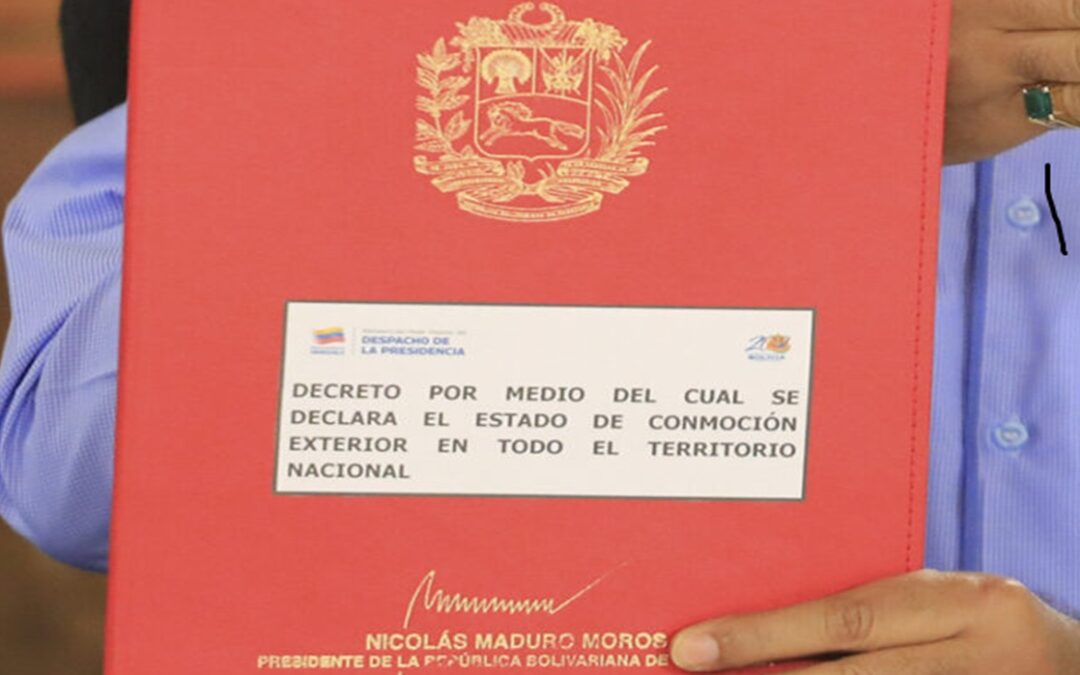 DESPACHO DE
LA PRESIDENCIA
200
DECRETO POR MEDIO DEL CUAL SE
DECLARA EL ESTADO DE CONMOCIÓN
EXTERIOR EN TODO EL TERRITORIO
NACIONAL
NICOLÁS MADURO MOROS
PRESIDENTE DE LA REPÚBLICA BOLIVARIANA DE